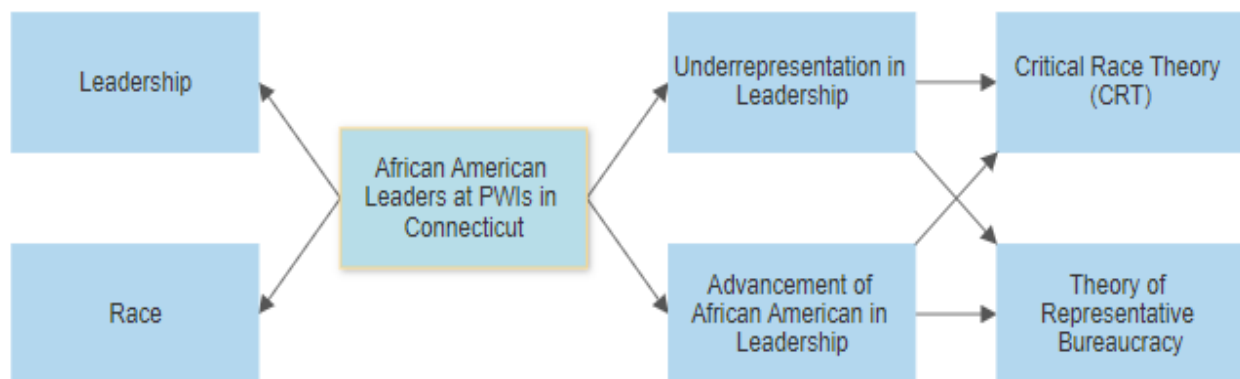 Leadership
Race
African American
Leaders at PWIs in
Connecticut
Underrepresentation in
Leadership
Advancement of
African American in
Leadership
Critical Race Theory
(CRT)
Theory of
Representative
Bureaucracy